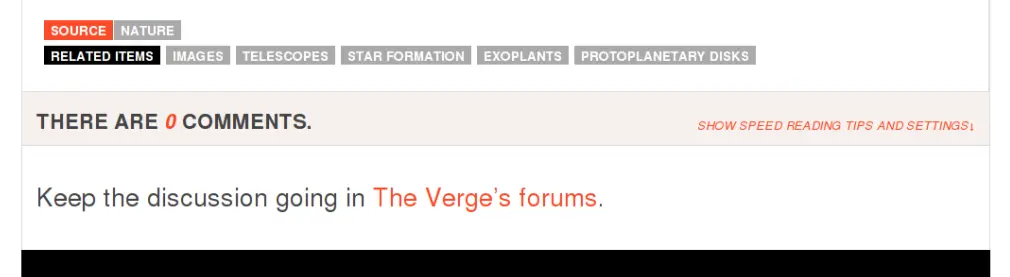 SOURCE NATURE
RELATED ITEMS IMAGES TELESCOPES STAR FORMATION EXOPLANTS PROTOPLANETARY DISKS
THERE ARE 0 COMMENTS.
SHOW SPEED READING TIPS AND SETTINGS↓
Keep the discussion going in The Verge’s forums.